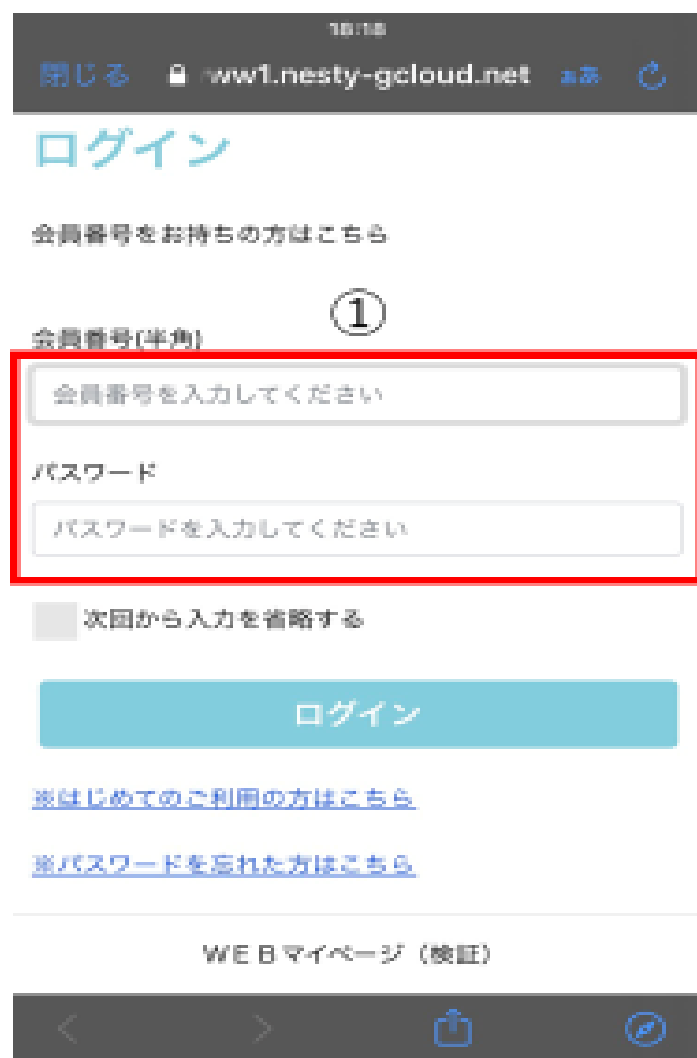 18:18
閉じる ww1.nesty-gcloud.net ぁあ
ログイン
会員番号をお持ちの方はこちら
①
会員番号(半角)
会員番号を入力してください
パスワード
パスワードを入力してください
次回から入力を省略する
ログイン
※はじめてのご利用の方はこちら
※パスワードを忘れた方はこちら
WEBマイページ（検証）